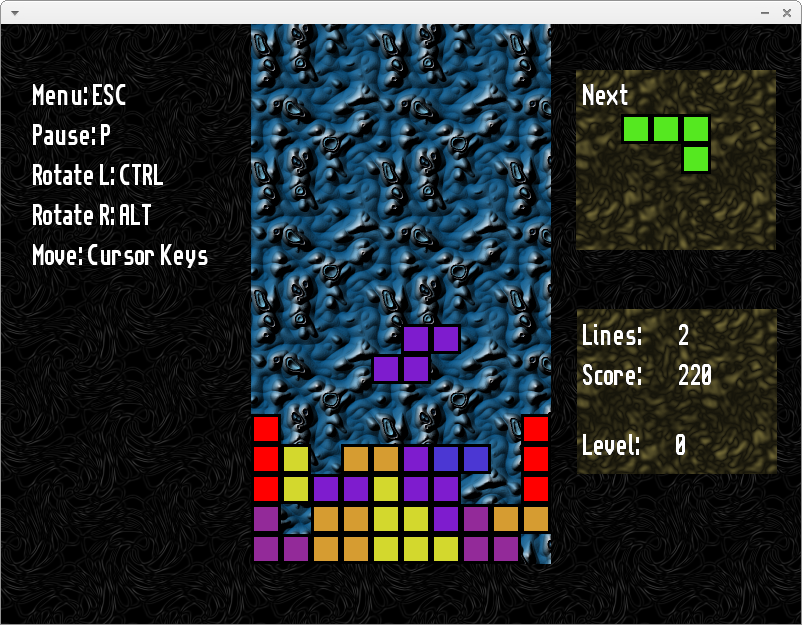 Menu: ESC
Pause: P
Rotate L: CTRL
Rotate R: ALT
Move: Cursor Keys
Next
Lines: 2
Score: 220
Level: 0